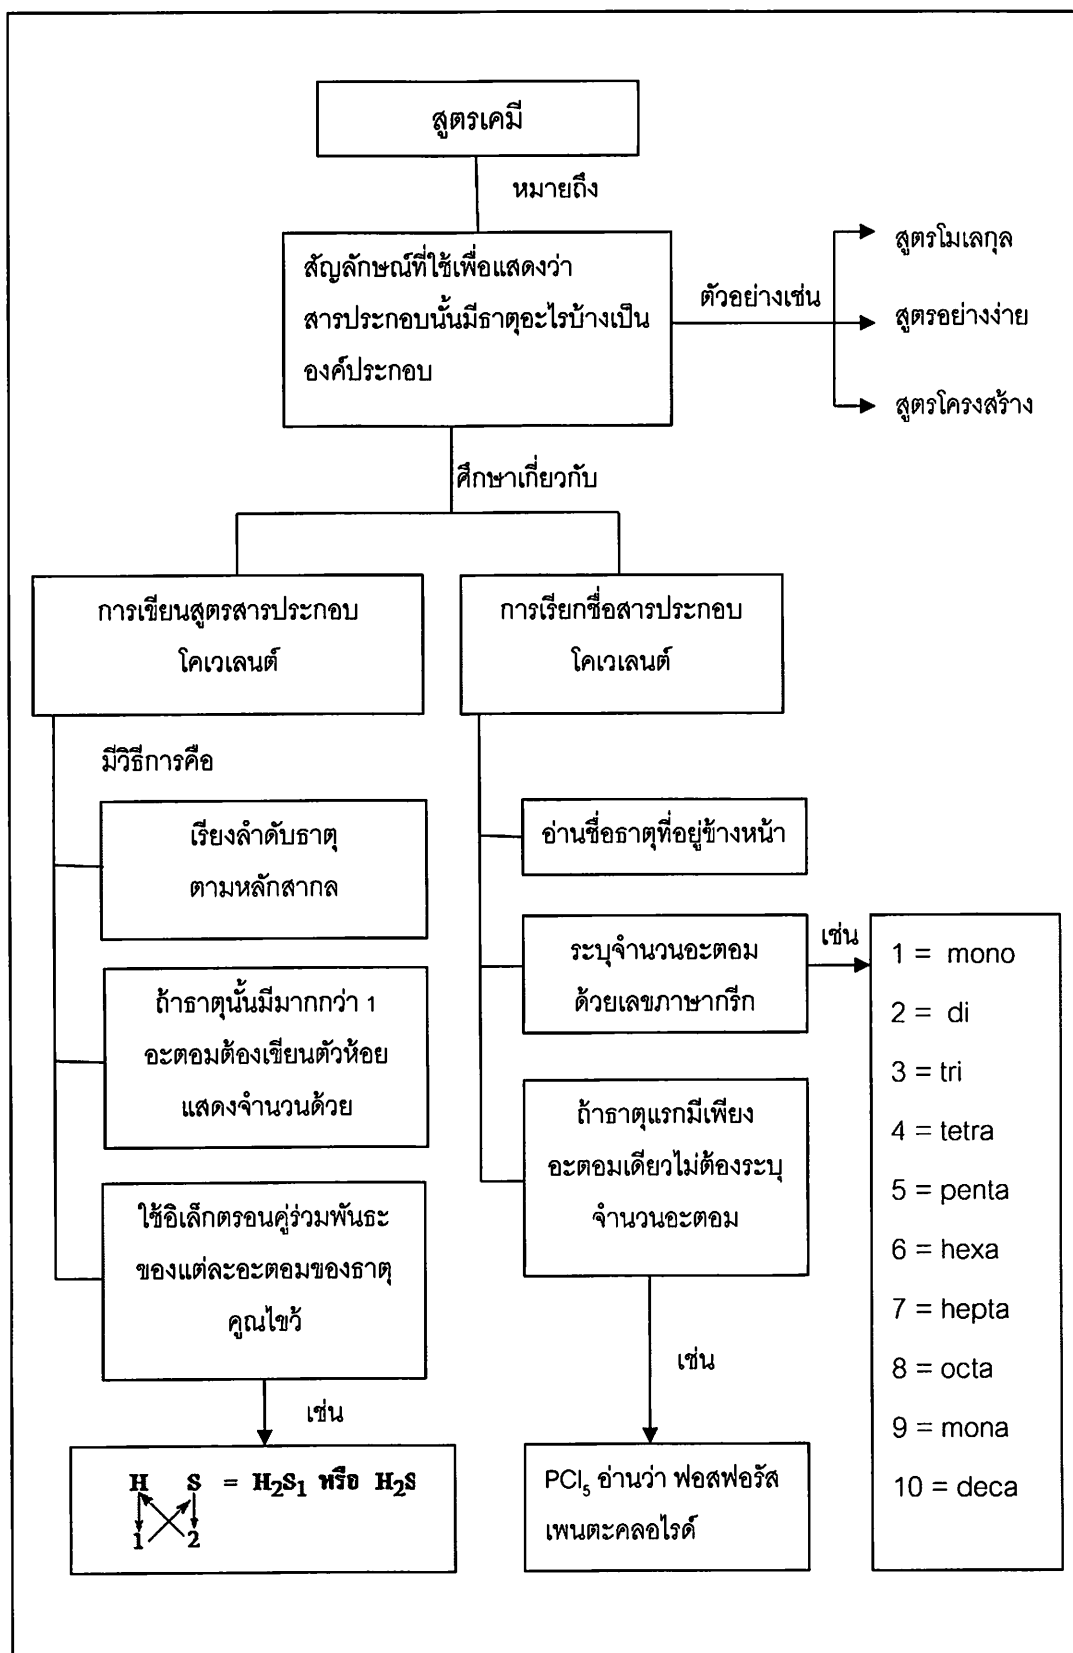 สูตรเคมี
หมายถึง
สัญลักษณ์ที่ใช้เพื่อแสดงว่า
สารประกอบนั้นมีธาตุอะไรบ้างเป็น
องค์ประกอบ
ตัวอย่างเช่น
สูตรโมเลกุล
สูตรอย่างง่าย
สูตรโครงสร้าง
ศึกษาเกี่ยวกับ
การเขียนสูตรสารประกอบ
โคเวเลนต์
มีวิธีการคือ
เรียงลำดับธาตุ
ตามหลักสากล
ถ้าธาตุนั้นมีมากกว่า 1
อะตอมต้องเขียนตัวห้อย
แสดงจำนวนด้วย
ใช้อิเล็กตรอนคู่ร่วมพันธะ
ของแต่ละอะตอมของธาตุ
คูณไขว้
เช่น
H S = H₂S₁ หรือ H₂S
1 2
การเรียกชื่อสารประกอบ
โคเวเลนต์
อ่านชื่อธาตุที่อยู่ข้างหน้า
ระบุจำนวนอะตอม
ด้วยเลขภาษากรีก
เช่น
1 = mono
2 = di
3 = tri
4 = tetra
5 = penta
6 = hexa
7 = hepta
8 = octa
9 = mona
10 = deca
ถ้าธาตุแรกมีเพียง
อะตอมเดียวไม่ต้องระบุ
จำนวนอะตอม
เช่น
PCl₅ อ่านว่า ฟอสฟอรัส
เพนตะคลอไรด์